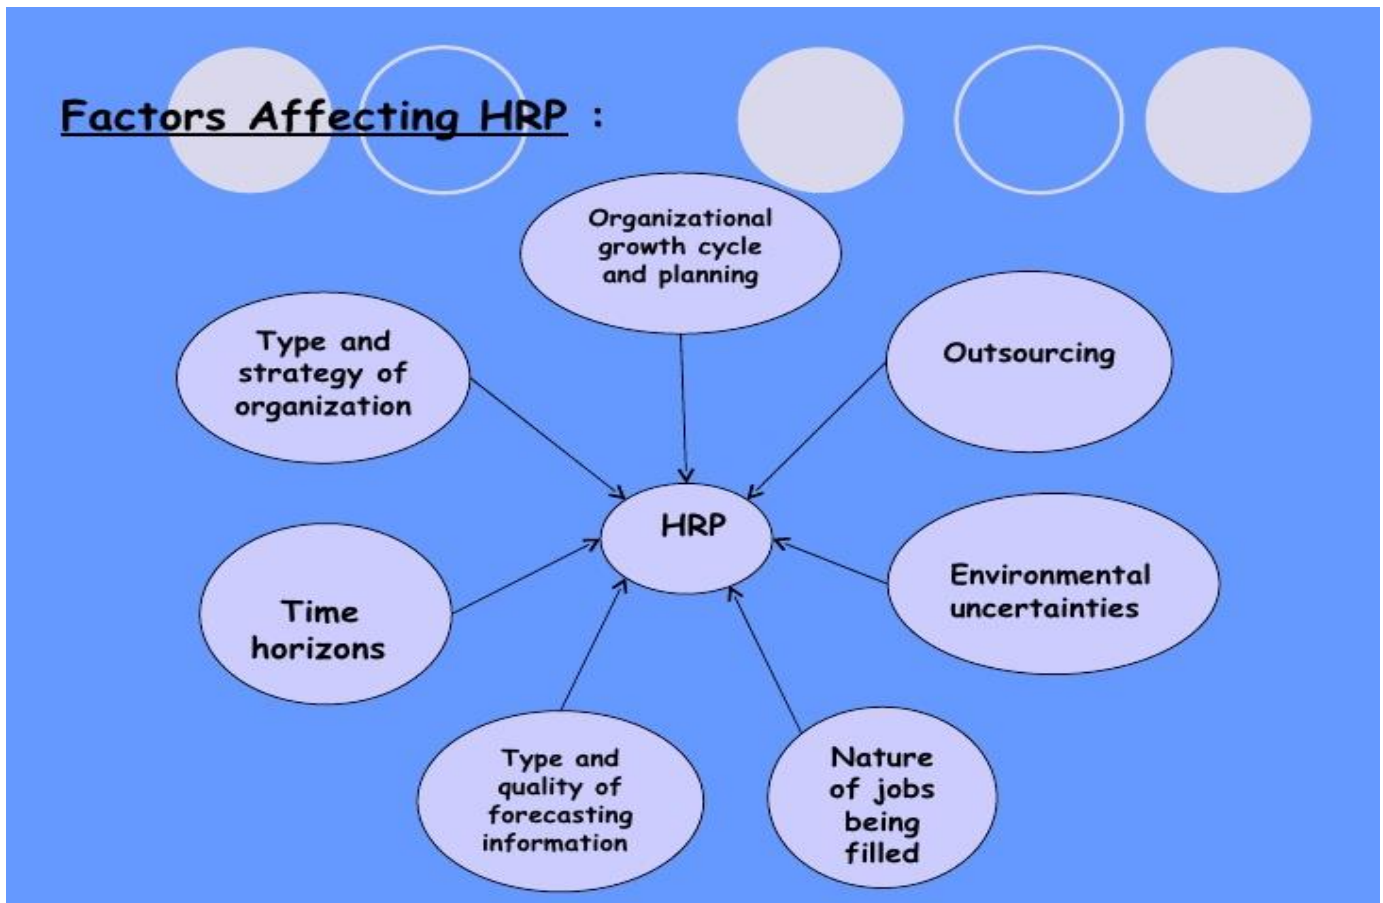 Factors Affecting HRP :
Organizational
growth cycle
and planning
Type and
strategy of
organization
Outsourcing
HRP
Time
horizons
Environmental
uncertainties
Type and
quality of
forecasting
information
Nature
of jobs
being
filled